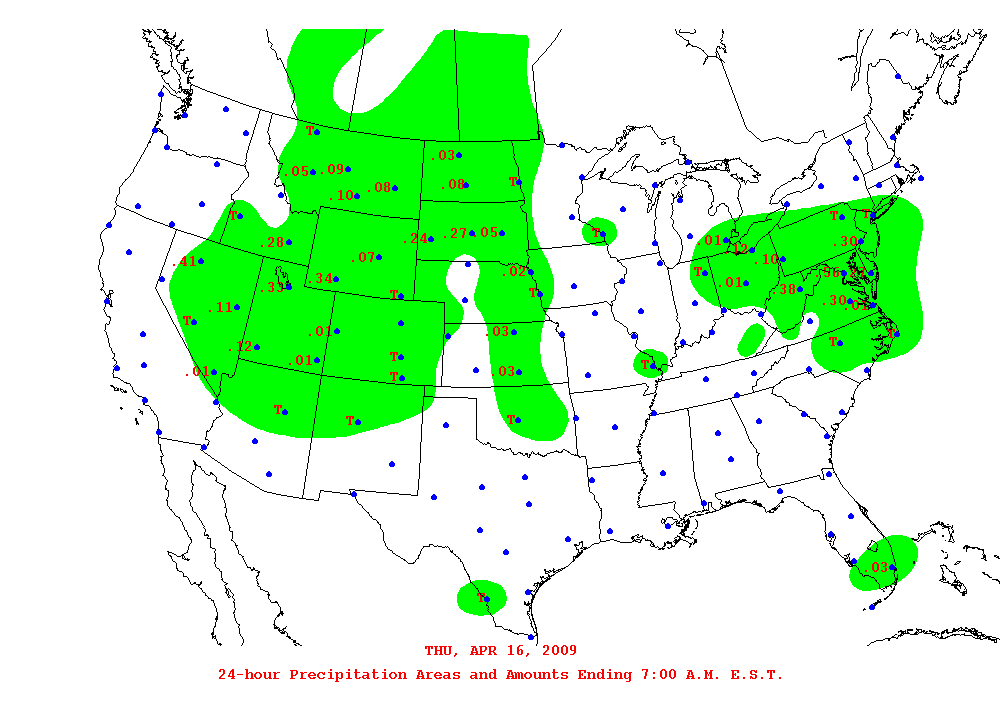 T
.03
.05 .09
.08 .08 T
.10
T T T
.28 .24 .27 .05 T .01 .12 .30
.41 .07 .10
.33 .34 .02 T .01 .38
T T .30 .01
.11
T .01 .03 T
.12 T
.01 .01 T .03 T
T T T
.03
T
THU, APR 16, 2009
24-hour Precipitation Areas and Amounts Ending 7:00 A.M. E.S.T.